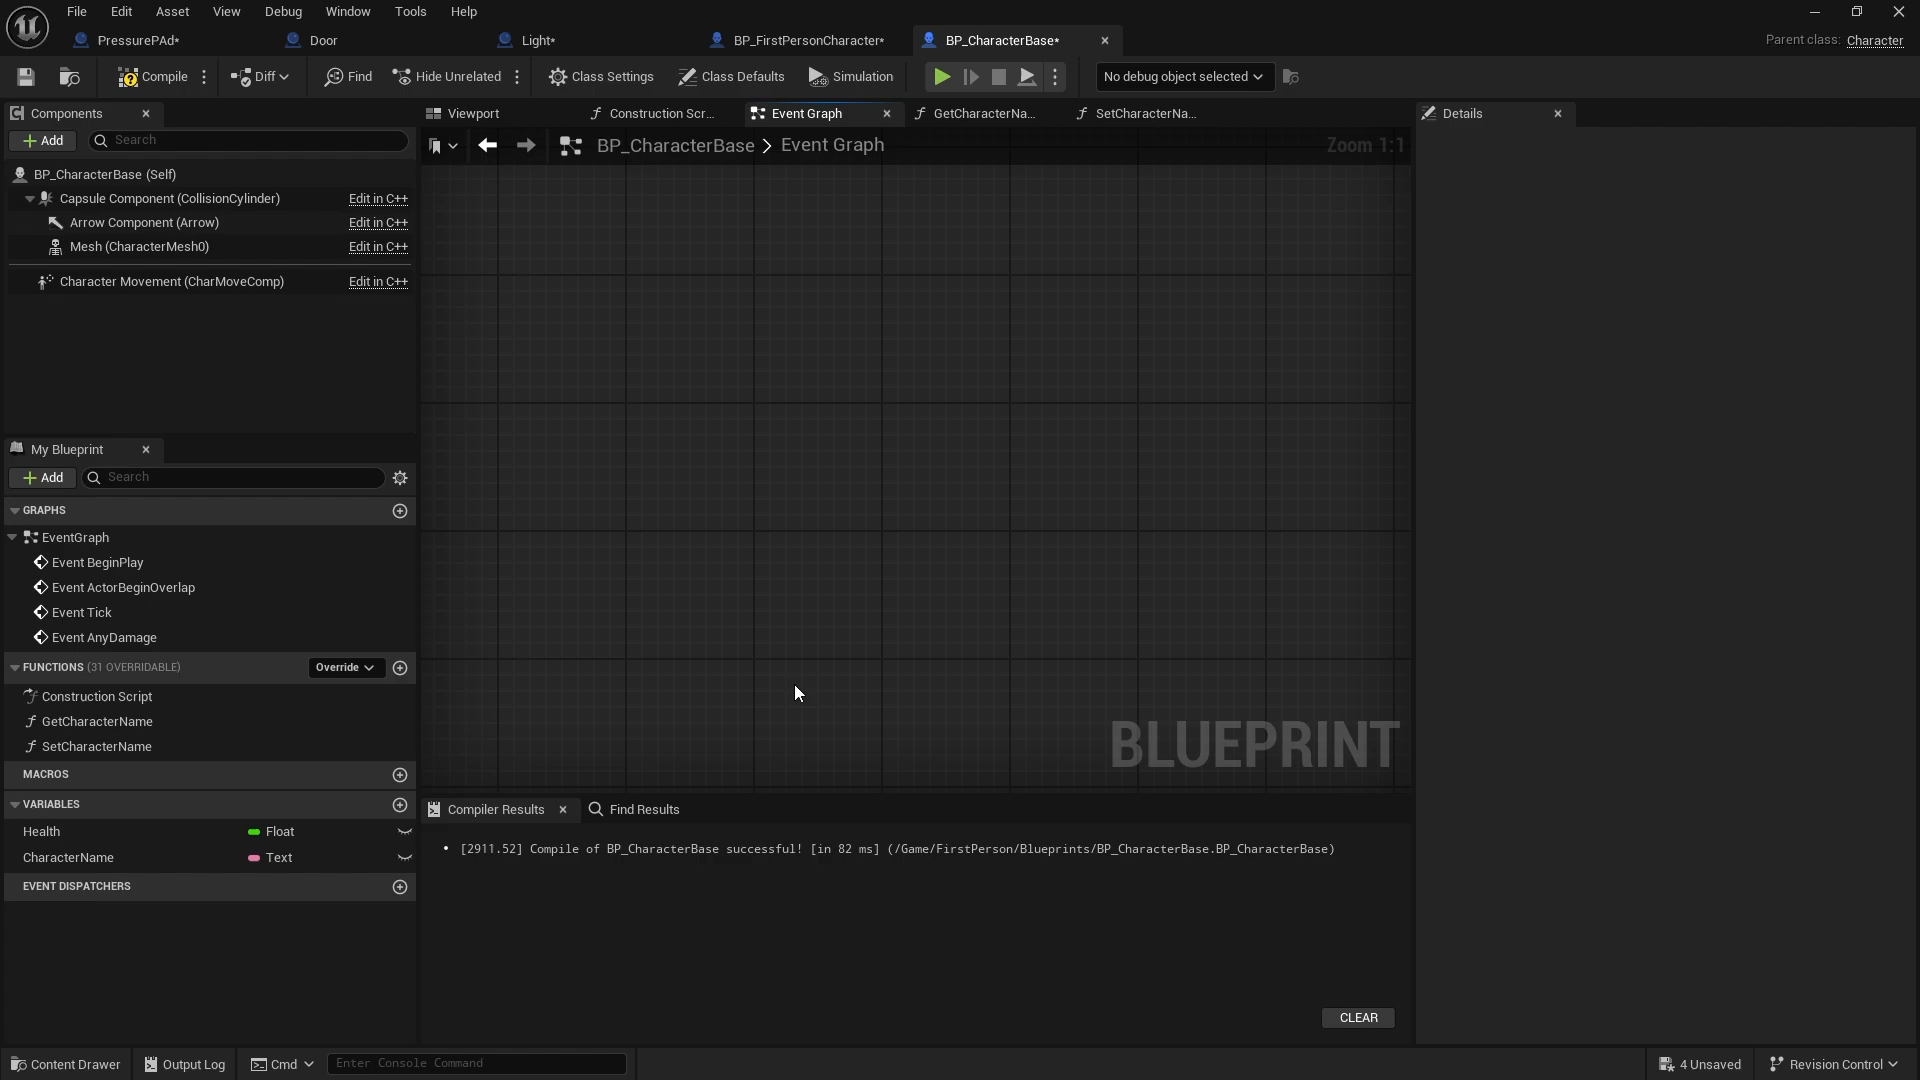 File Edit Asset View Debug Window Tools Help
PressurePAd* Door Light* BP_FirstPersonCharacter* BP_CharacterBase* Parent class: Character
Compile Diff Find Hide Unrelated Class Settings Class Defaults Simulation No debug object selected
Components Viewport Construction Scr... Event Graph GetCharacterNa... SetCharacterNa... Details
Add Search BP_CharacterBase > Event Graph Zoom 1:1
BP_CharacterBase (Self)
Capsule Component (CollisionCylinder) Edit in C++
Arrow Component (Arrow) Edit in C++
Mesh (CharacterMesh0) Edit in C++
Character Movement (CharMoveComp) Edit in C++
My Blueprint
Add Search
GRAPHS
EventGraph
Event BeginPlay
Event ActorBeginOverlap
Event Tick
Event AnyDamage
FUNCTIONS (31 OVERRIDABLE) Override
Construction Script
GetCharacterName
SetCharacterName
BLUEPRINT
MACROS
VARIABLES
Health Float
CharacterName Text
EVENT DISPATCHERS
Compiler Results Find Results
[2911.52] Compile of BP_CharacterBase successful! [in 82 ms] (/Game/FirstPerson/Blueprints/BP_CharacterBase.BP_CharacterBase)
CLEAR
Content Drawer Output Log Cmd Enter Console Command 4 Unsaved Revision Control